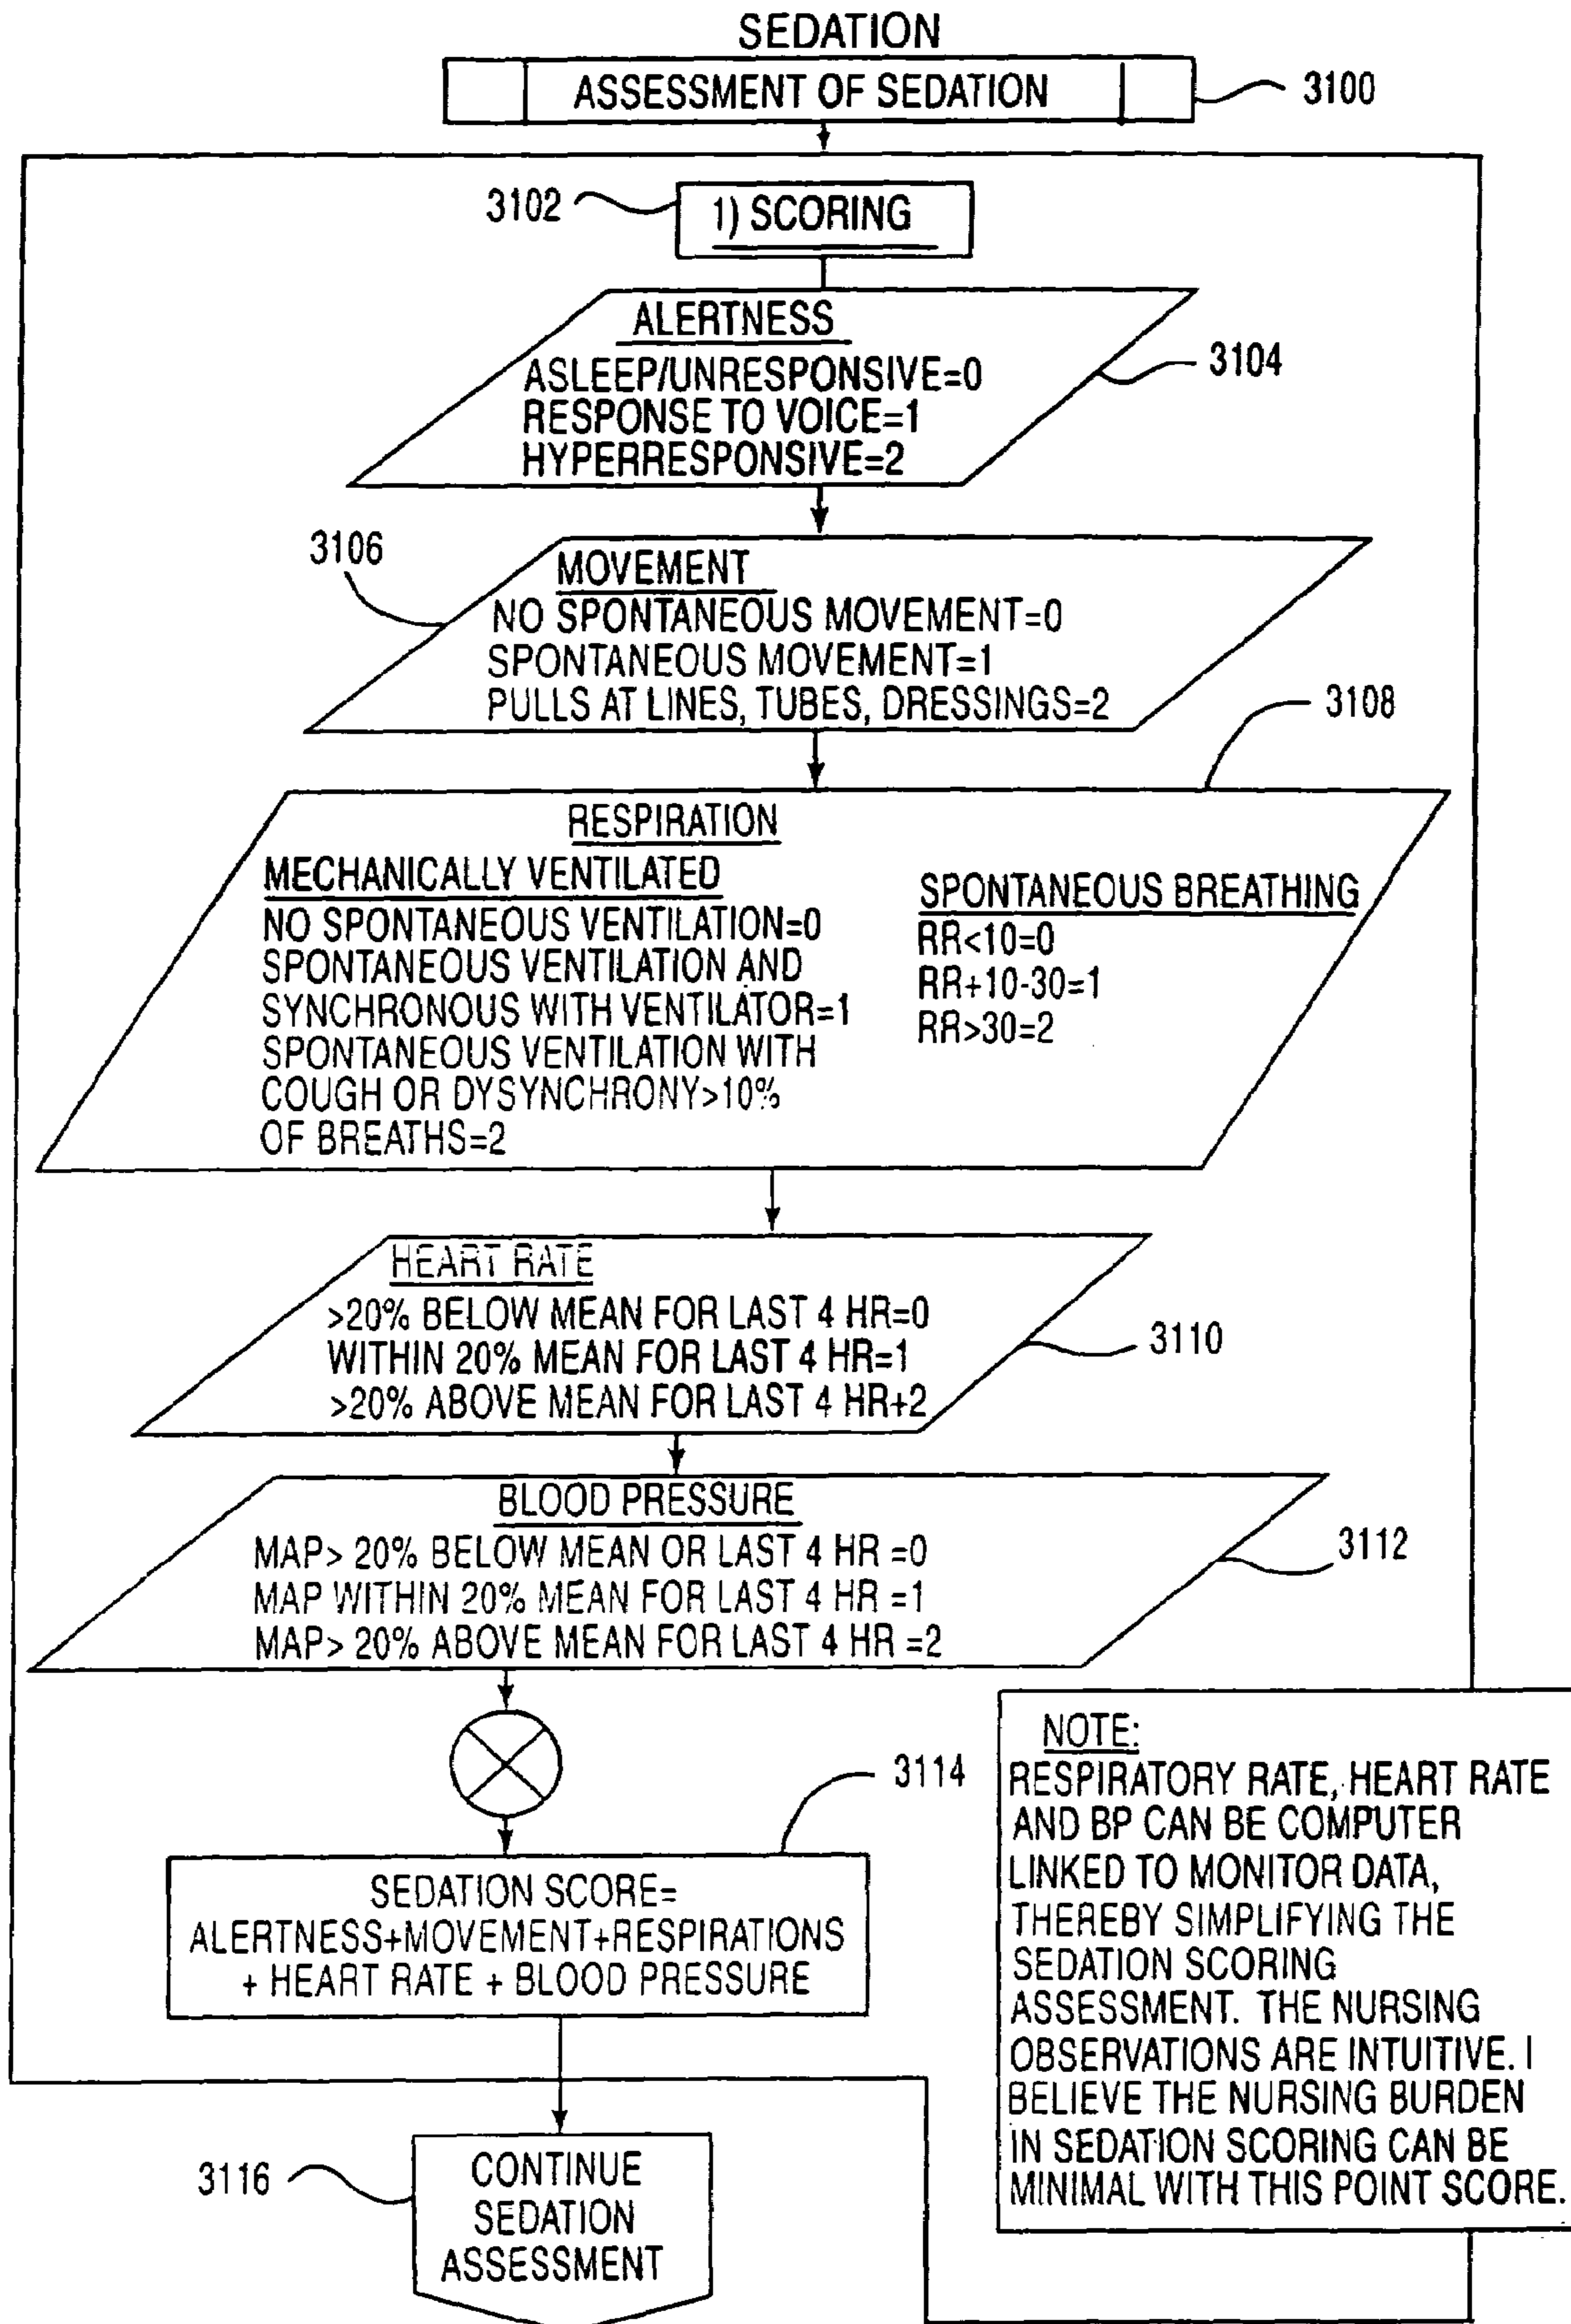 SEDATION
ASSESSMENT OF SEDATION
3100
3102
1) SCORING
ALERTNESS
ASLEEP/UNRESPONSIVE=0
RESPONSE TO VOICE=1
HYPERRESPONSIVE=2
3104
3106
MOVEMENT
NO SPONTANEOUS MOVEMENT=0
SPONTANEOUS MOVEMENT=1
PULLS AT LINES, TUBES, DRESSINGS=2
3108
RESPIRATION
MECHANICALLY VENTILATED
NO SPONTANEOUS VENTILATION=0
SPONTANEOUS VENTILATION AND
SYNCHRONOUS WITH VENTILATOR=1
SPONTANEOUS VENTILATION WITH
COUGH OR DYSYNCHRONY>10%
OF BREATHS=2
SPONTANEOUS BREATHING
RR<10=0
RR+10-30=1
RR>30=2
HEART RATE
>20% BELOW MEAN FOR LAST 4 HR=0
WITHIN 20% MEAN FOR LAST 4 HR=1
>20% ABOVE MEAN FOR LAST 4 HR+2
3110
BLOOD PRESSURE
MAP> 20% BELOW MEAN OR LAST 4 HR =0
MAP WITHIN 20% MEAN FOR LAST 4 HR =1
MAP> 20% ABOVE MEAN FOR LAST 4 HR =2
3112
3114
SEDATION SCORE=
ALERTNESS+MOVEMENT+RESPIRATIONS
+ HEART RATE + BLOOD PRESSURE
3116
CONTINUE
SEDATION
ASSESSMENT
NOTE:
RESPIRATORY RATE, HEART RATE
AND BP CAN BE COMPUTER
LINKED TO MONITOR DATA,
THEREBY SIMPLIFYING THE
SEDATION SCORING
ASSESSMENT. THE NURSING
OBSERVATIONS ARE INTUITIVE. I
BELIEVE THE NURSING BURDEN
IN SEDATION SCORING CAN BE
MINIMAL WITH THIS POINT SCORE.